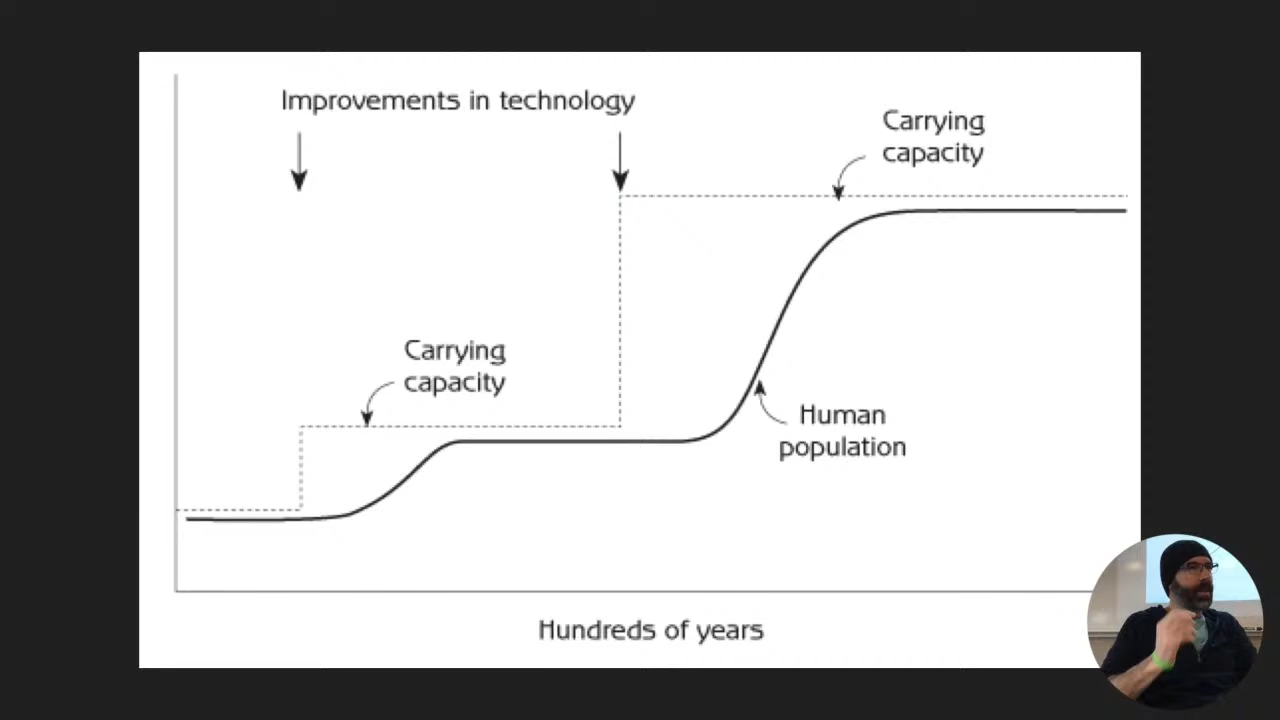 Improvements in technology
Carrying
capacity
Carrying
capacity
Human
population
Hundreds of years